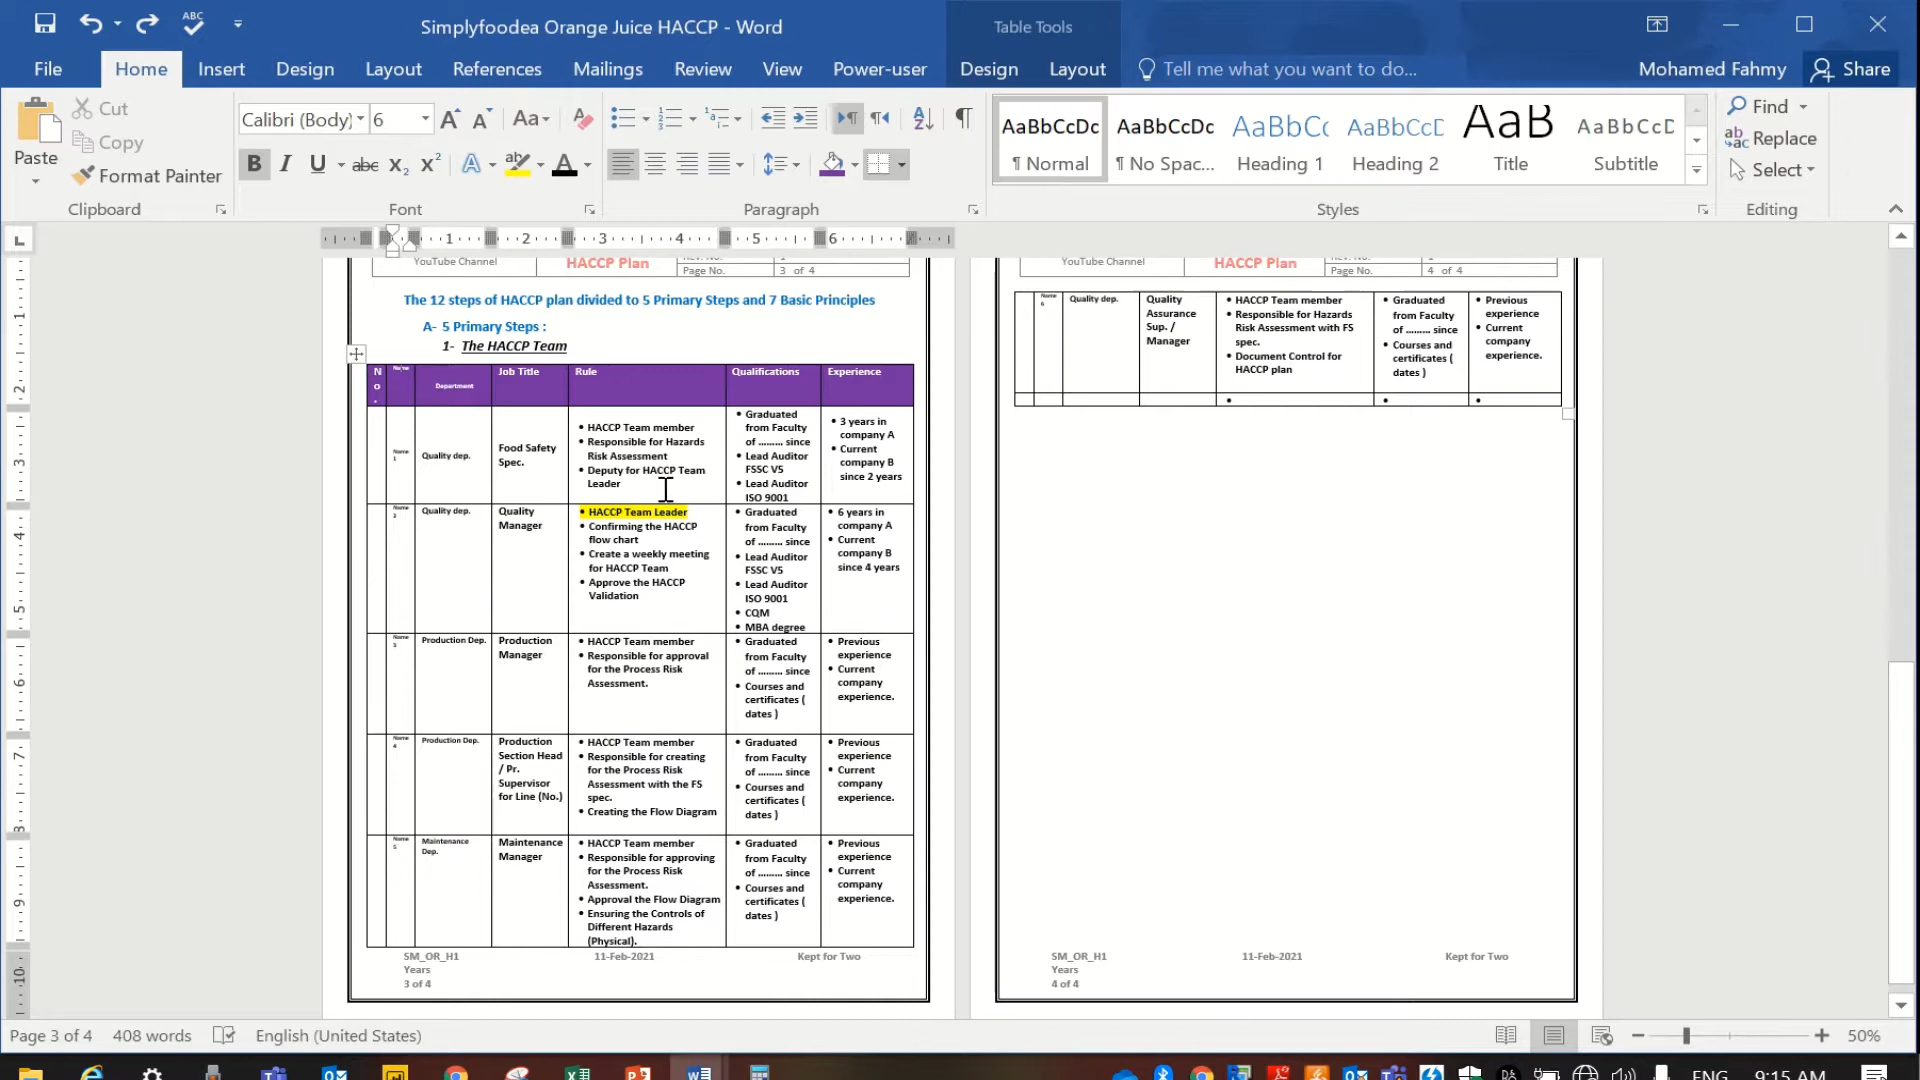 Simplyfoodea Orange Juice HACCP - Word
Table Tools
File Home Insert Design Layout References Mailings Review View Power-user Design Layout Tell me what you want to do... Mohamed Fahmy Share
Paste
Cut
Copy
Format Painter
Clipboard
Calibri (Body) 6
Font
Paragraph
AaBbCcDc AaBbCcDc AaBbCc AaBbCcD AaB AaBbCcD
¶ Normal ¶ No Spac... Heading 1 Heading 2 Title Subtitle
Styles
Find
Replace
Select
Editing
YouTube Channel
HACCP Plan
Page No. 3 of 4
The 12 steps of HACCP plan divided to 5 Primary Steps and 7 Basic Principles
A- 5 Primary Steps :
1- The HACCP Team
No. Name Department Job Title Rule Qualifications Experience
Name 1
Quality dep.
Food Safety
Spec.
• HACCP Team member
• Responsible for Hazards
Risk Assessment
• Deputy for HACCP Team
Leader
• Graduated
from Faculty
of ......... since
• Lead Auditor
FSSC V5
• Lead Auditor
ISO 9001
• 3 years in
company A
• Current
company B
since 2 years
Name 2
Quality dep.
Quality
Manager
• HACCP Team Leader
• Confirming the HACCP
flow chart
• Create a weekly meeting
for HACCP Team
• Approve the HACCP
Validation
• Graduated
from Faculty
of ......... since
• Lead Auditor
FSSC V5
• Lead Auditor
ISO 9001
• CQM
• MBA degree
• 6 years in
company A
• Current
company B
since 4 years
Name 3
Production Dep.
Production
Manager
• HACCP Team member
• Responsible for approval
for the Process Risk
Assessment.
• Graduated
from Faculty
of ......... since
• Courses and
certificates (
dates )
• Previous
experience
• Current
company
experience.
Name 4
Production Dep.
Production
Section Head
/ Pr.
Supervisor
for Line (No.)
• HACCP Team member
• Responsible for creating
for the Process Risk
Assessment with the FS
spec.
• Creating the Flow Diagram
• Graduated
from Faculty
of ......... since
• Courses and
certificates (
dates )
• Previous
experience
• Current
company
experience.
Name 5
Maintenance
Dep.
Maintenance
Manager
• HACCP Team member
• Responsible for approving
for the Process Risk
Assessment.
• Approval the Flow Diagram
• Ensuring the Controls of
Different Hazards
(Physical).
• Graduated
from Faculty
of ......... since
• Courses and
certificates (
dates )
• Previous
experience
• Current
company
experience.
SM_OR_H1 11-Feb-2021 Kept for Two
Years
3 of 4
YouTube Channel
HACCP Plan
Page No. 4 of 4
Name 6
Quality dep.
Quality
Assurance
Sup. /
Manager
• HACCP Team member
• Responsible for Hazards
Risk Assessment with FS
spec.
• Document Control for
HACCP plan
• Graduated
from Faculty
of ......... since
• Courses and
certificates (
dates )
• Previous
experience
• Current
company
experience.
SM_OR_H1 11-Feb-2021 Kept for Two
Years
4 of 4
Page 3 of 4 408 words English (United States) 50%
ENG 9:15 AM